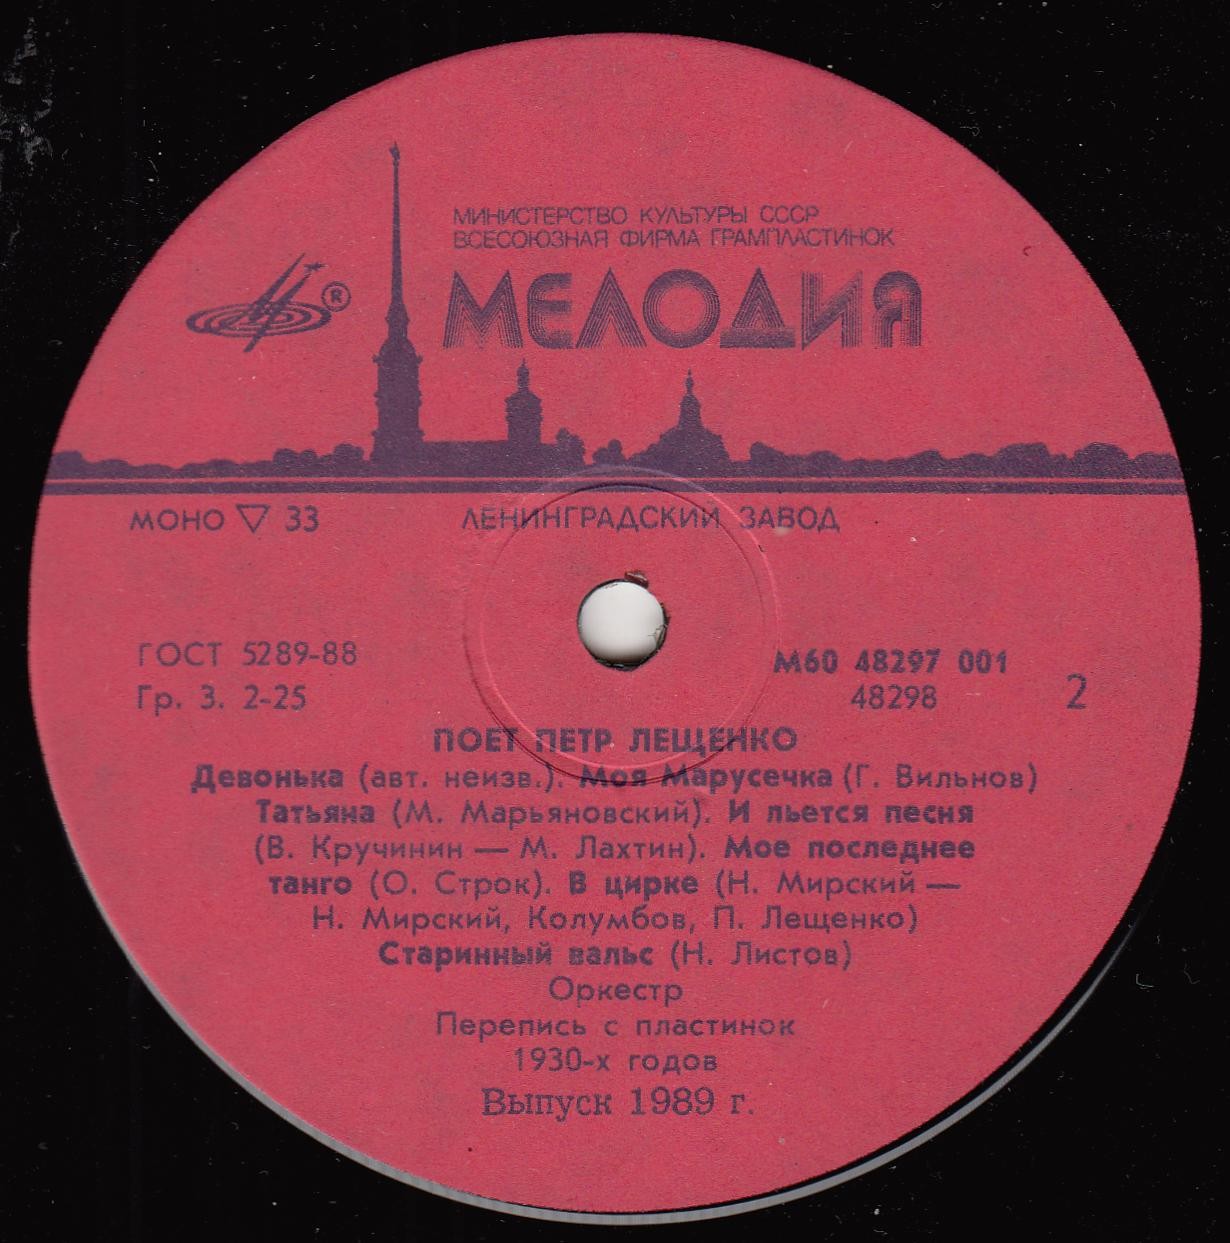 МИНИСТЕРСТВО КУЛЬТУРЫ СССР
ВСЕСОЮЗНАЯ ФИРМА ГРАМПЛАСТИНОК
®
МЕЛОДИЯ
МОНО ▽ 33
ЛЕНИНГРАДСКИЙ ЗАВОД
ГОСТ 5289-88
Гр. 3. 2-25
М60 48297 001
48298
2
ПОЕТ ПЕТР ЛЕЩЕНКО
Девонька (авт. неизв.). Моя Марусечка (Г. Вильнов)
Татьяна (М. Марьяновский). И льется песня
(В. Кручинин — М. Лахтин). Мое последнее
танго (О. Строк). В цирке (Н. Мирский —
Н. Мирский, Колумбов, П. Лещенко)
Старинный вальс (Н. Листов)
Оркестр
Перепись с пластинок
1930-х годов
Выпуск 1989 г.